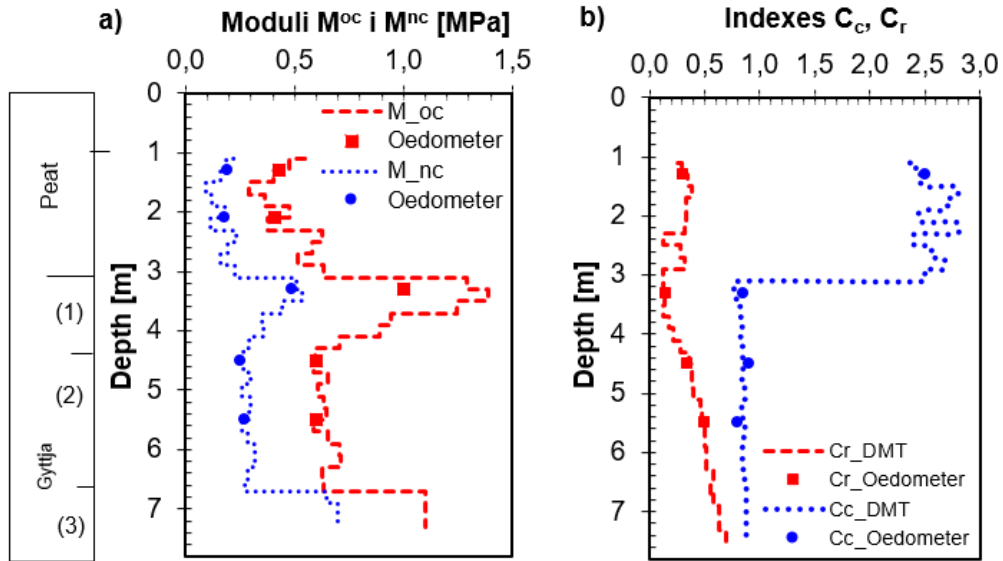 a) Moduli Mᵒᶜ i Mⁿᶜ [MPa]
0,0 0,5 1,0 1,5
0
1
2
3
4
5
6
7
Depth [m]
M_oc
Oedometer
M_nc
Oedometer
Peat
(1)
(2)
Gyttja
(3)
b) Indexes C_c, C_r
0,0 0,5 1,0 1,5 2,0 2,5 3,0
0
1
2
3
4
5
6
7
Depth [m]
Cr_DMT
Cr_Oedometer
Cc_DMT
Cc_Oedometer